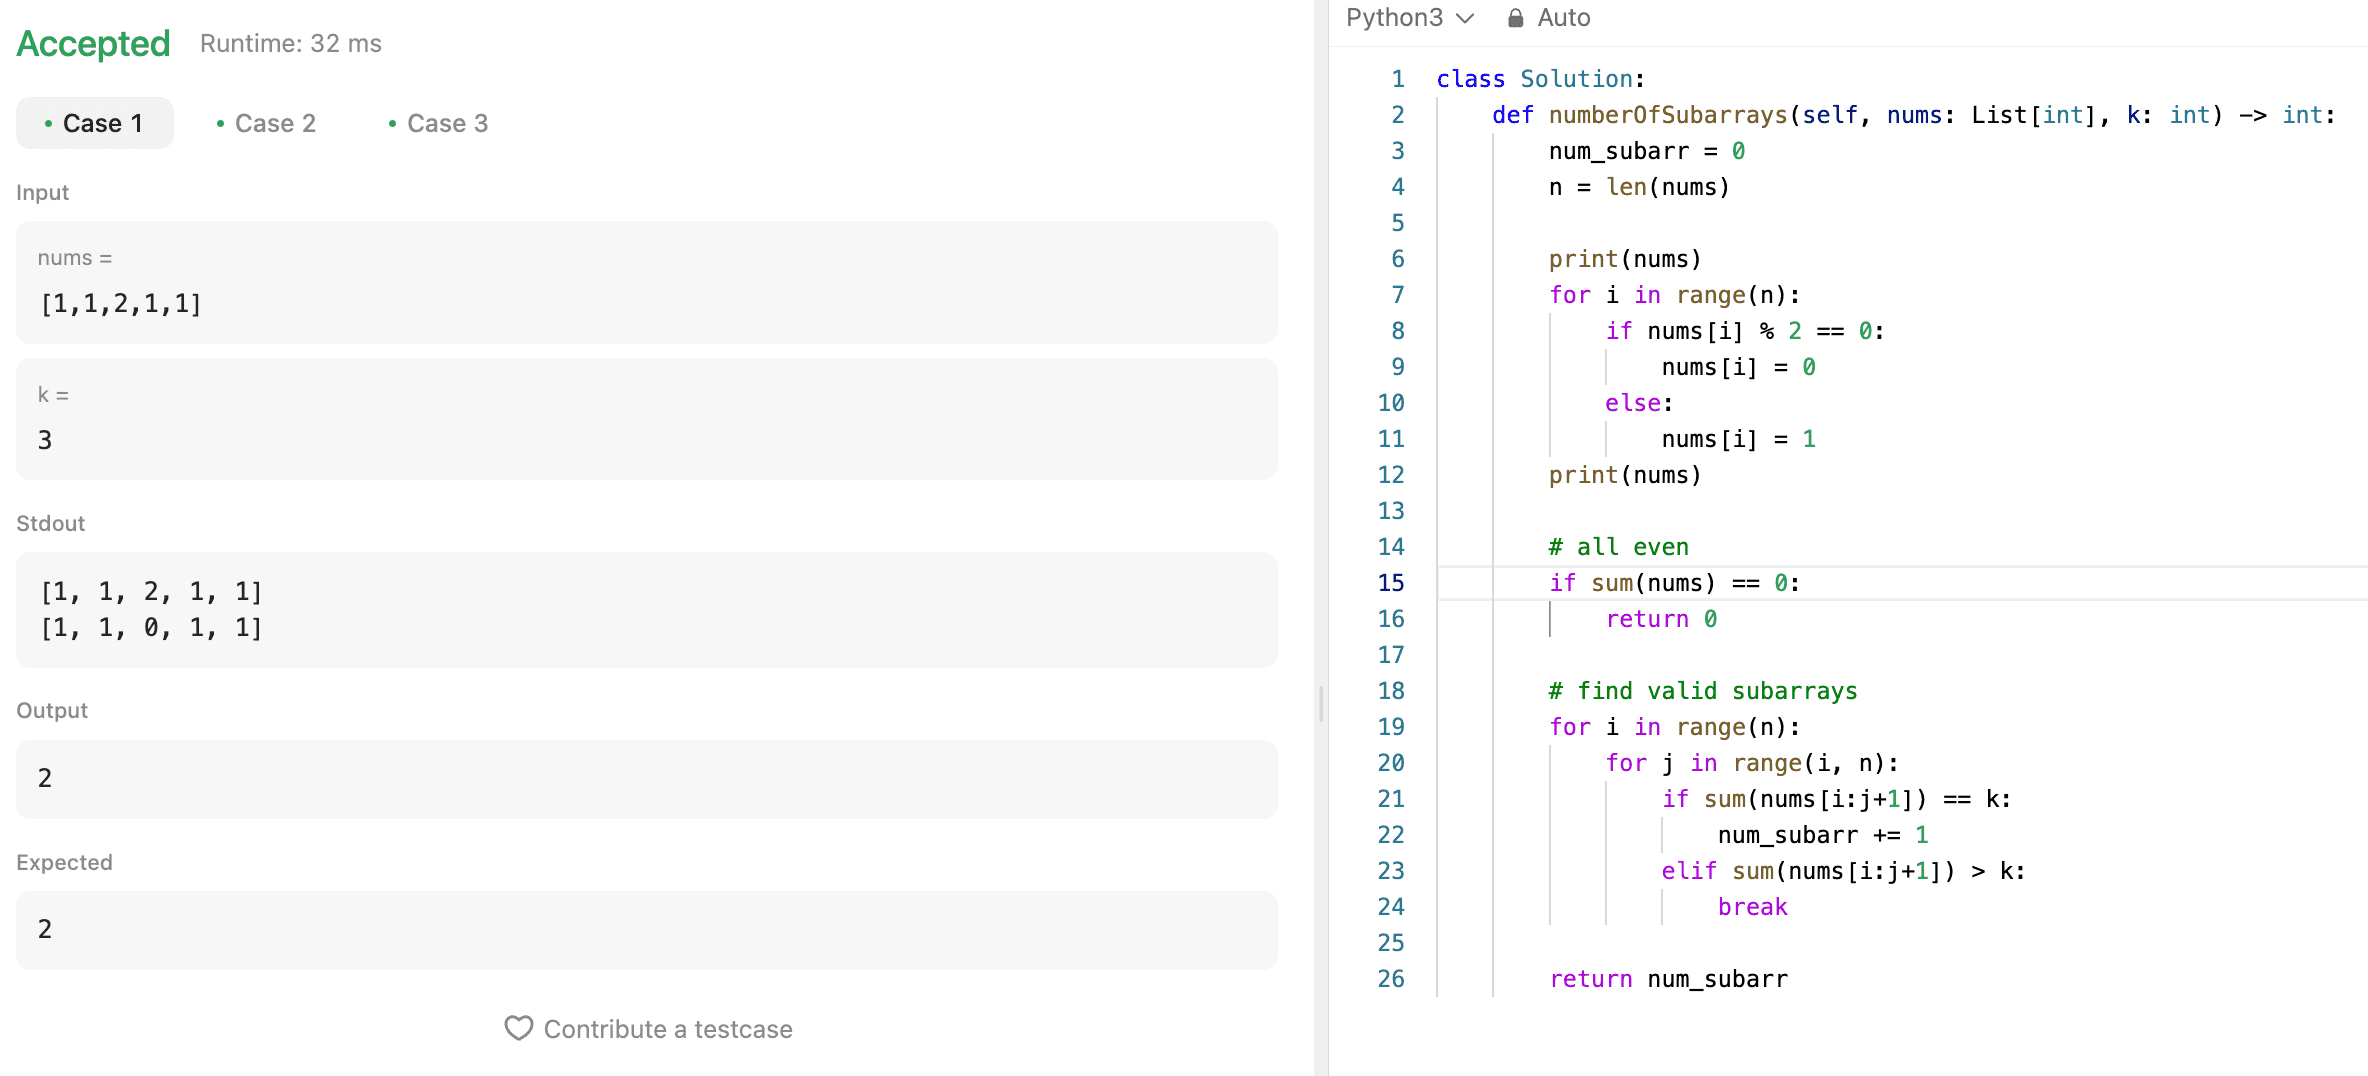 Accepted Runtime: 32 ms
• Case 1 • Case 2 • Case 3
Input
nums =
[1,1,2,1,1]
k =
3
Stdout
[1, 1, 2, 1, 1]
[1, 1, 0, 1, 1]
Output
2
Expected
2
Contribute a testcase
Python3 Auto
1 class Solution:
2     def numberOfSubarrays(self, nums: List[int], k: int) -> int:
3         num_subarr = 0
4         n = len(nums)
5
6         print(nums)
7         for i in range(n):
8             if nums[i] % 2 == 0:
9                 nums[i] = 0
10             else:
11                 nums[i] = 1
12         print(nums)
13
14         # all even
15         if sum(nums) == 0:
16             return 0
17
18         # find valid subarrays
19         for i in range(n):
20             for j in range(i, n):
21                 if sum(nums[i:j+1]) == k:
22                     num_subarr += 1
23                 elif sum(nums[i:j+1]) > k:
24                     break
25
26         return num_subarr